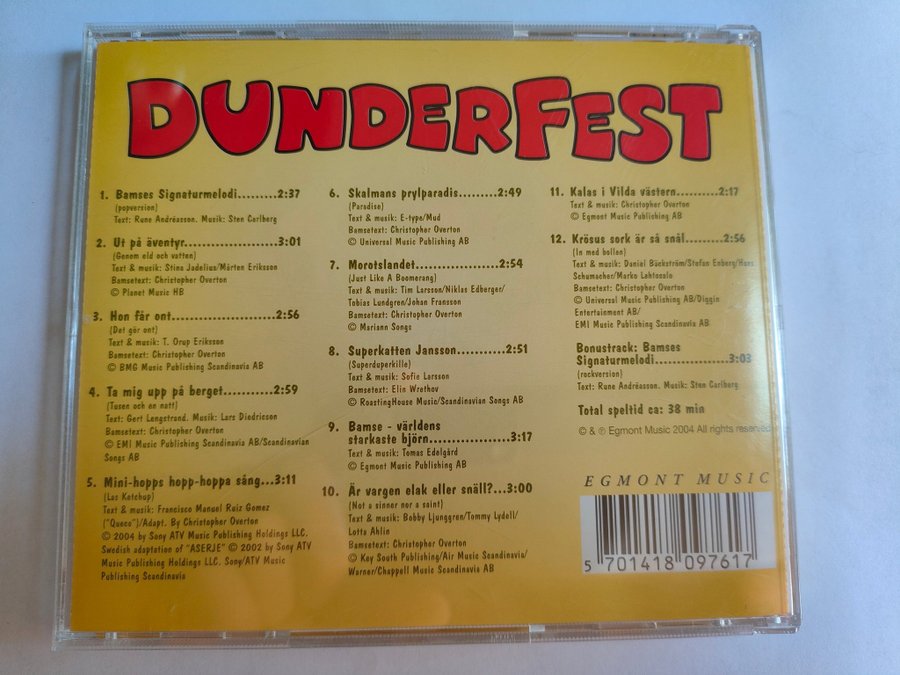 DUNDERFEST
1. Bamses Signaturmelodi.........2:37
(popversion)
Text: Rune Andréasson. Musik: Sten Carlberg
2. Ut på äventyr.......................3:01
(Genom eld och vatten)
Text & musik: Stina Jadelius/Mårten Eriksson
Bamsetext: Christopher Overton
© Planet Music HB
3. Hon får ont..........................2:56
(Det gör ont)
Text & musik: T. Orup Eriksson
Bamsetext: Christopher Overton
© BMG Music Publishing Scandinavia AB
4. Ta mig upp på berget.............2:59
(Tusen och en natt)
Text: Gert Lengstrand. Musik: Lars Diedricson
Bamsetext: Christopher Overton
© EMI Music Publishing Scandinavia AB/Scandinavian
Songs AB
5. Mini-hopps hopp-hoppa sång...3:11
(Las Ketchup)
Text & musik: Francisco Manuel Ruiz Gomez
("Queco")/Adapt. By Christopher Overton
© 2004 by Sony ATV Music Publishing Holdings LLC.
Swedish adaptation of "ASERJE" © 2002 by Sony ATV
Music Publishing Holdings LLC. Sony/ATV Music
Publishing Scandinavia
6. Skalmans prylparadis.........2:49
(Paradise)
Text & musik: E-type/Mud
Bamsetext: Christopher Overton
© Universal Music Publishing AB
7. Morotslandet...................2:54
(Just Like A Boomerang)
Text & musik: Tim Larsson/Niklas Edberger/
Tobias Lundgren/Johan Fransson
Bamsetext: Christopher Overton
© Mariann Songs
8. Superkatten Jansson...........2:51
(Superduperkille)
Text & musik: Sofie Larsson
Bamsetext: Elin Wrethov
© RoastingHouse Music/Scandinavian Songs AB
9. Bamse - världens
starkaste björn..................3:17
Text & musik: Tomas Edelgård
© Egmont Music Publishing AB
10. Är vargen elak eller snäll?...3:00
(Not a sinner nor a saint)
Text & musik: Bobby Ljunggren/Tommy Lydell/
Lotta Ahlin
Bamsetext: Christopher Overton
© Key South Publishing/Air Music Scandinavia/
Warner/Chappell Music Scandinavia AB
11. Kalas i Vilda västern..........2:17
Text & musik: Christopher Overton
© Egmont Music Publishing AB
12. Krösus sork är så snål........2:56
(In med bollen)
Text & musik: Daniel Bäckström/Stefan Enberg/Hans
Schumacher/Marko Lehtosalo
Bamsetext: Christopher Overton
© Universal Music Publishing AB/Diggin
Entertainment AB/
EMI Music Publishing Scandinavia AB
Bonustrack: Bamses
Signaturmelodi..................3:03
(rockversion)
Text: Rune Andréasson. Musik: Sten Carlberg
Total speltid ca: 38 min
© & ℗ Egmont Music 2004 All rights reserved
EGMONT MUSIC
5 701418 097617